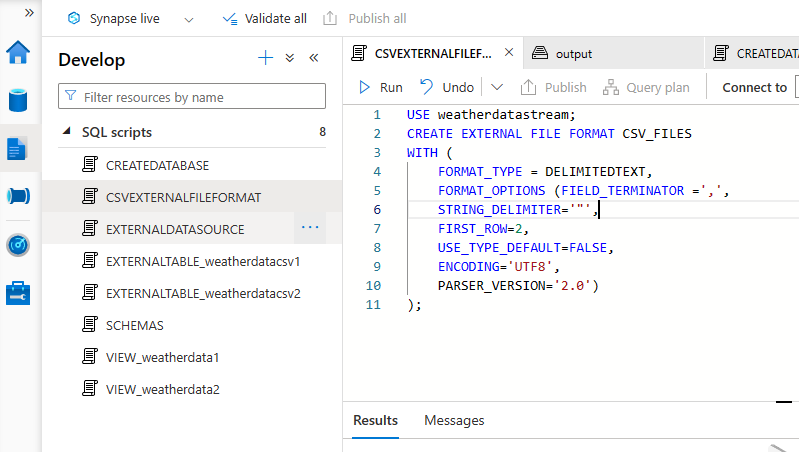 Synapse live
Validate all
Publish all
Develop
Filter resources by name
SQL scripts 8
CREATEDATABASE
CSVEXTERNALFILEFORMAT
EXTERNALDATASOURCE
EXTERNALTABLE_weatherdatacsv1
EXTERNALTABLE_weatherdatacsv2
SCHEMAS
VIEW_weatherdata1
VIEW_weatherdata2
CSVEXTERNALFILEF...
output
CREATEDATA
Run
Undo
Publish
Query plan
Connect to
1 USE weatherdatastream;
2 CREATE EXTERNAL FILE FORMAT CSV_FILES
3 WITH (
4 FORMAT_TYPE = DELIMITEDTEXT,
5 FORMAT_OPTIONS (FIELD_TERMINATOR =',',
6 STRING_DELIMITER='"',
7 FIRST_ROW=2,
8 USE_TYPE_DEFAULT=FALSE,
9 ENCODING='UTF8',
10 PARSER_VERSION='2.0')
11 );
Results
Messages